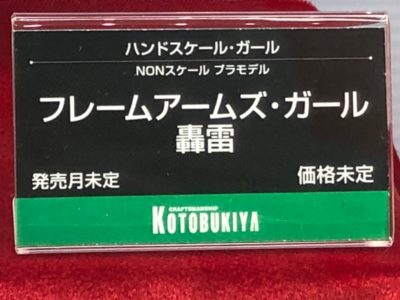 ハンドスケール・ガール
NONスケール プラモデル
フレームアームズ・ガール
轟雷
発売月未定 価格未定
CRAFTSMANSHIP
KOTOBUKIYA